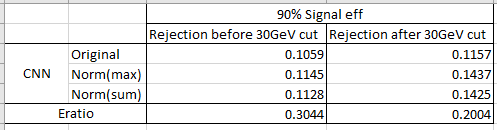 90% Signal eff
Rejection before 30GeV cut Rejection after 30GeV cut
CNN Original 0.1059 0.1157
Norm(max) 0.1145 0.1437
Norm(sum) 0.1128 0.1425
Eratio 0.3044 0.2004